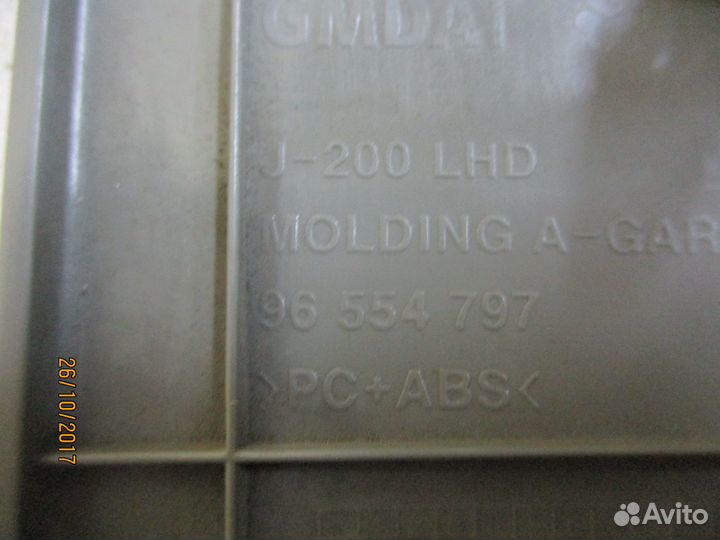 GMDAT
J-200 LHD
MOLDING A-GAR
96 554 797
>PC+ABS<
26/10/2017
Avito